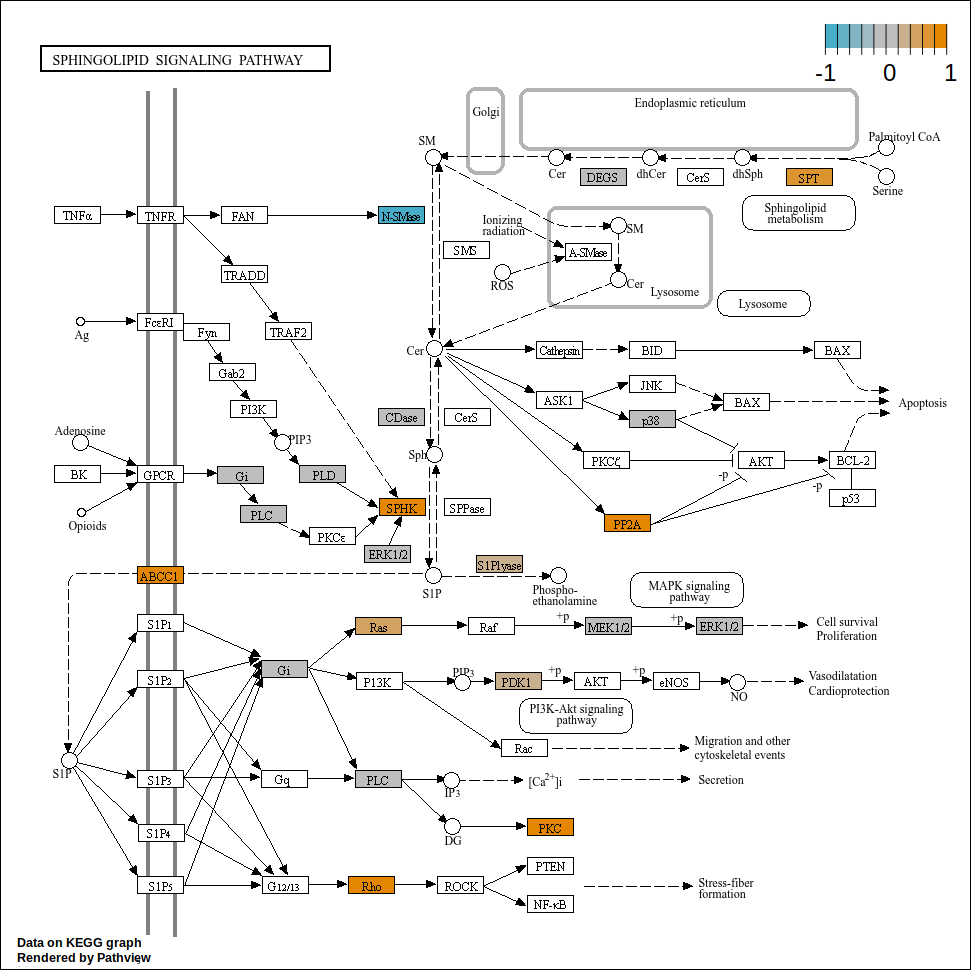 -1 0 1
SPHINGOLIPID SIGNALING PATHWAY
Golgi
Endoplasmic reticulum
SM
Palmitoyl CoA
Cer
DEGS
dhCer
CerS
dhSph
SPT
Serine
Sphingolipid
metabolism
TNFα
TNFR
FAN
N-SMase
Ionizing
radiation
SM
SMS
A-SMase
TRADD
ROS
Cer
Lysosome
Lysosome
Ag
FcεRI
Fyn
TRAF2
Cer
Cathepsin
BID
BAX
Gab2
JNK
ASK1
BAX
Apoptosis
PI3K
CDase
CerS
p38
Adenosine
PIP3
Sph
BK
GPCR
Gi
PLD
PKCζ
AKT
BCL-2
-p
-p
p53
Opioids
PLC
SPHK
SPPase
PP2A
PKCε
ERK1/2
ABCC1
S1P
S1Plyase
Phospho-
ethanolamine
MAPK signaling
pathway
S1P1
Ras
Raf
+p
MEK1/2
+p
ERK1/2
Cell survival
Proliferation
S1P2
Gi
P13K
PIP3
PDK1
+p
AKT
+p
eNOS
NO
Vasodilatation
Cardioprotection
PI3K-Akt signaling
pathway
Rac
Migration and other
cytoskeletal events
S1P
S1P3
Gq
PLC
IP3
[Ca2+]i
Secretion
S1P4
DG
PKC
S1P5
G12/13
Rho
ROCK
PTEN
NF-κB
Stress-fiber
formation
Data on KEGG graph
Rendered by Pathview